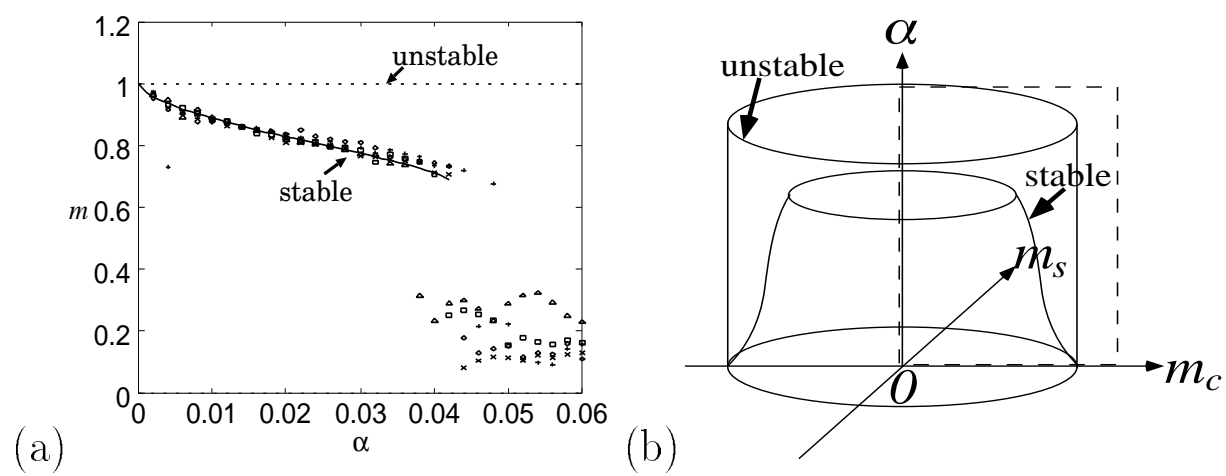 1.2
unstable
1
0.8
stable
m 0.6
0.4
0.2
0
0 0.01 0.02 0.03 0.04 0.05 0.06
α
(a)
α
unstable
stable
m_s
0
m_c
(b)